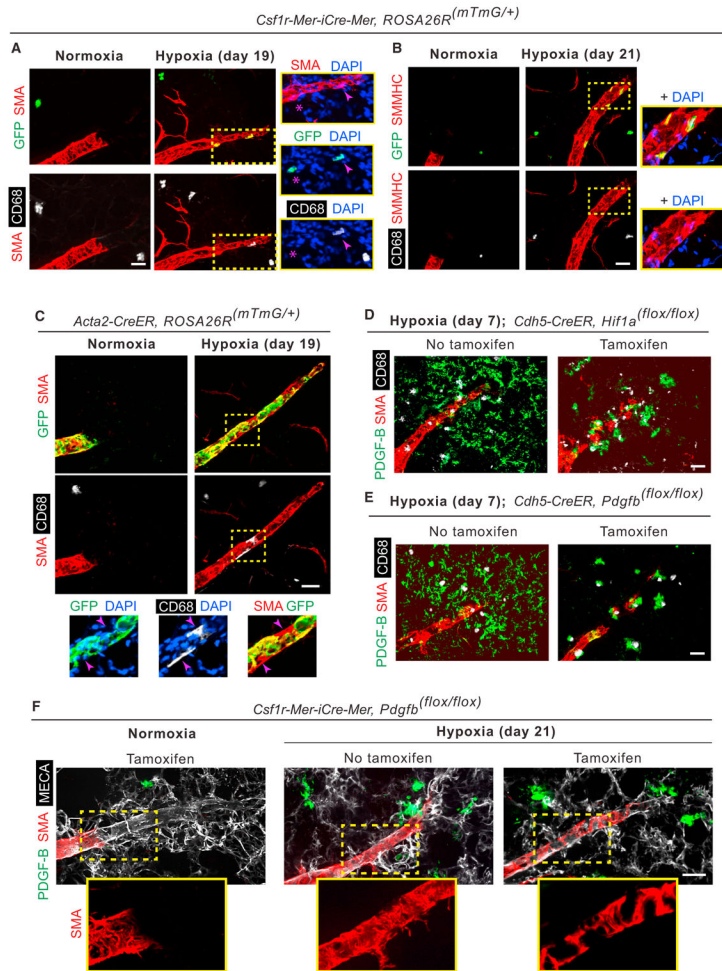 Csf1r-Mer-iCre-Mer, ROSA26R(mTmG/+)
A
Normoxia
Hypoxia (day 19)
SMA DAPI
GFP SMA
GFP DAPI
SMA CD68
CD68 DAPI
*
*
*
B
Normoxia
Hypoxia (day 21)
GFP SMMHC
+ DAPI
CD68 SMMHC
+ DAPI
C
Acta2-CreER, ROSA26R(mTmG/+)
Normoxia
Hypoxia (day 19)
GFP SMA
SMA CD68
GFP DAPI
CD68 DAPI
SMA GFP
D
Hypoxia (day 7); Cdh5-CreER, Hif1a(flox/flox)
No tamoxifen
Tamoxifen
PDGF-B SMA CD68
E
Hypoxia (day 7); Cdh5-CreER, Pdgfb(flox/flox)
No tamoxifen
Tamoxifen
PDGF-B SMA CD68
F
Csf1r-Mer-iCre-Mer, Pdgfb(flox/flox)
Normoxia
Hypoxia (day 21)
Tamoxifen
No tamoxifen
Tamoxifen
PDGF-B SMA MECA
SMA